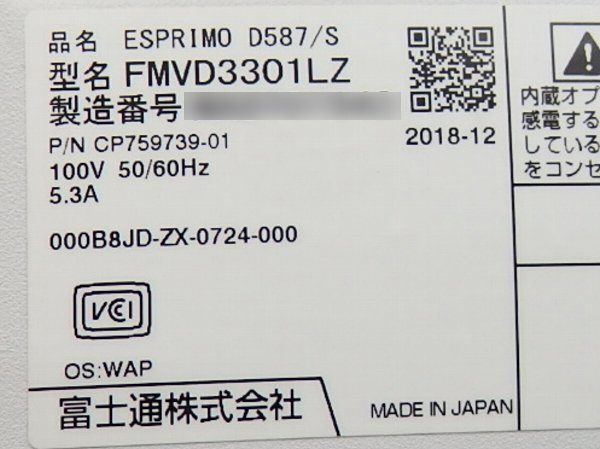 品名 ESPRIMO D587/S
型名 FMVD3301LZ
製造番号
P/N CP759739-01
2018-12
100V 50/60Hz
5.3A
000B8JD-ZX-0724-000
VCI
OS:WAP
富士通株式会社
MADE IN JAPAN
内蔵オプ
感電する
している
をコンセ